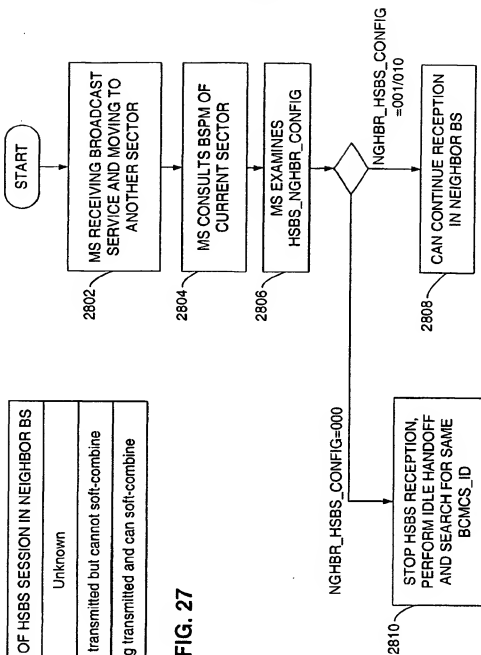 OF HSBS SESSION IN NEIGHBOR BS
Unknown
transmitted but cannot soft-combine
g transmitted and can soft-combine
FIG. 27
START
2802
MS RECEIVING BROADCAST
SERVICE AND MOVING TO
ANOTHER SECTOR
2804
MS CONSULTS BSPM OF
CURRENT SECTOR
2806
MS EXAMINES
HSBS_NGHBR_CONFIG
NGHBR_HSBS_CONFIG
=001/010
NGHBR_HSBS_CONFIG=000
2808
CAN CONTINUE RECEPTION
IN NEIGHBOR BS
2810
STOP HSBS RECEPTION,
PERFORM IDLE HANDOFF
AND SEARCH FOR SAME
BCMCS_ID